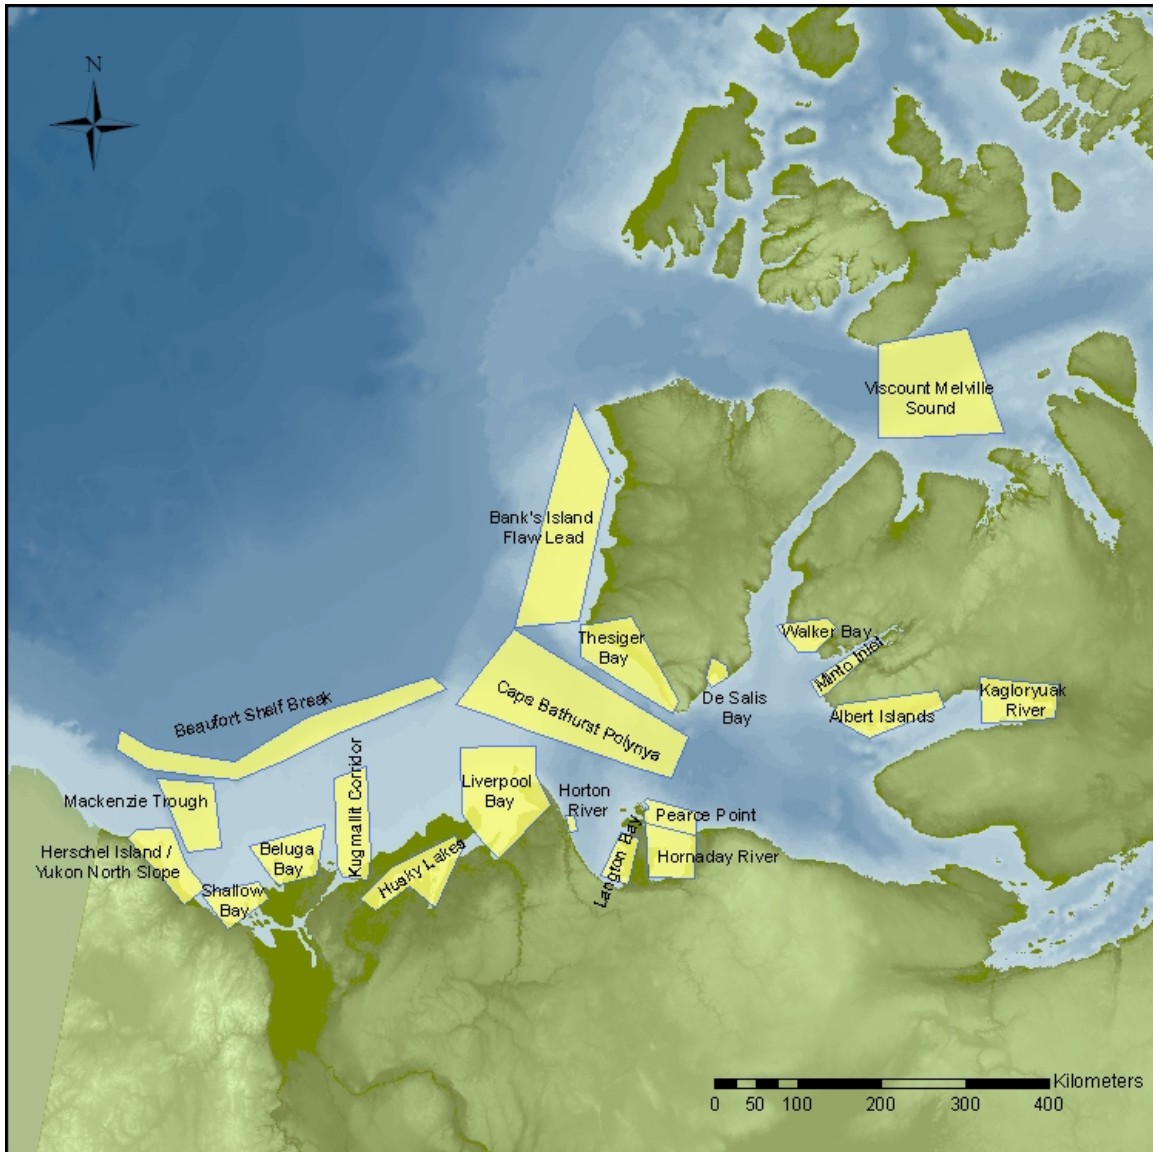 N
Viscount Melville
Sound
Bank's Island
Flaw Lead
Thesiger
Bay
Walker Bay
Minto Inlet
De Salis
Bay
Albert Islands
Kagloryuak
River
Cape Bathurst Polynya
Beaufort Shelf Break
Mackenzie Trough
Kugmallit Corridor
Liverpool
Bay
Horton
River
Pearce Point
Langton Bay
Hornaday River
Herschel Island /
Yukon North Slope
Beluga
Bay
Husky Lakes
Shallow
Bay
Kilometers
0 50 100 200 300 400